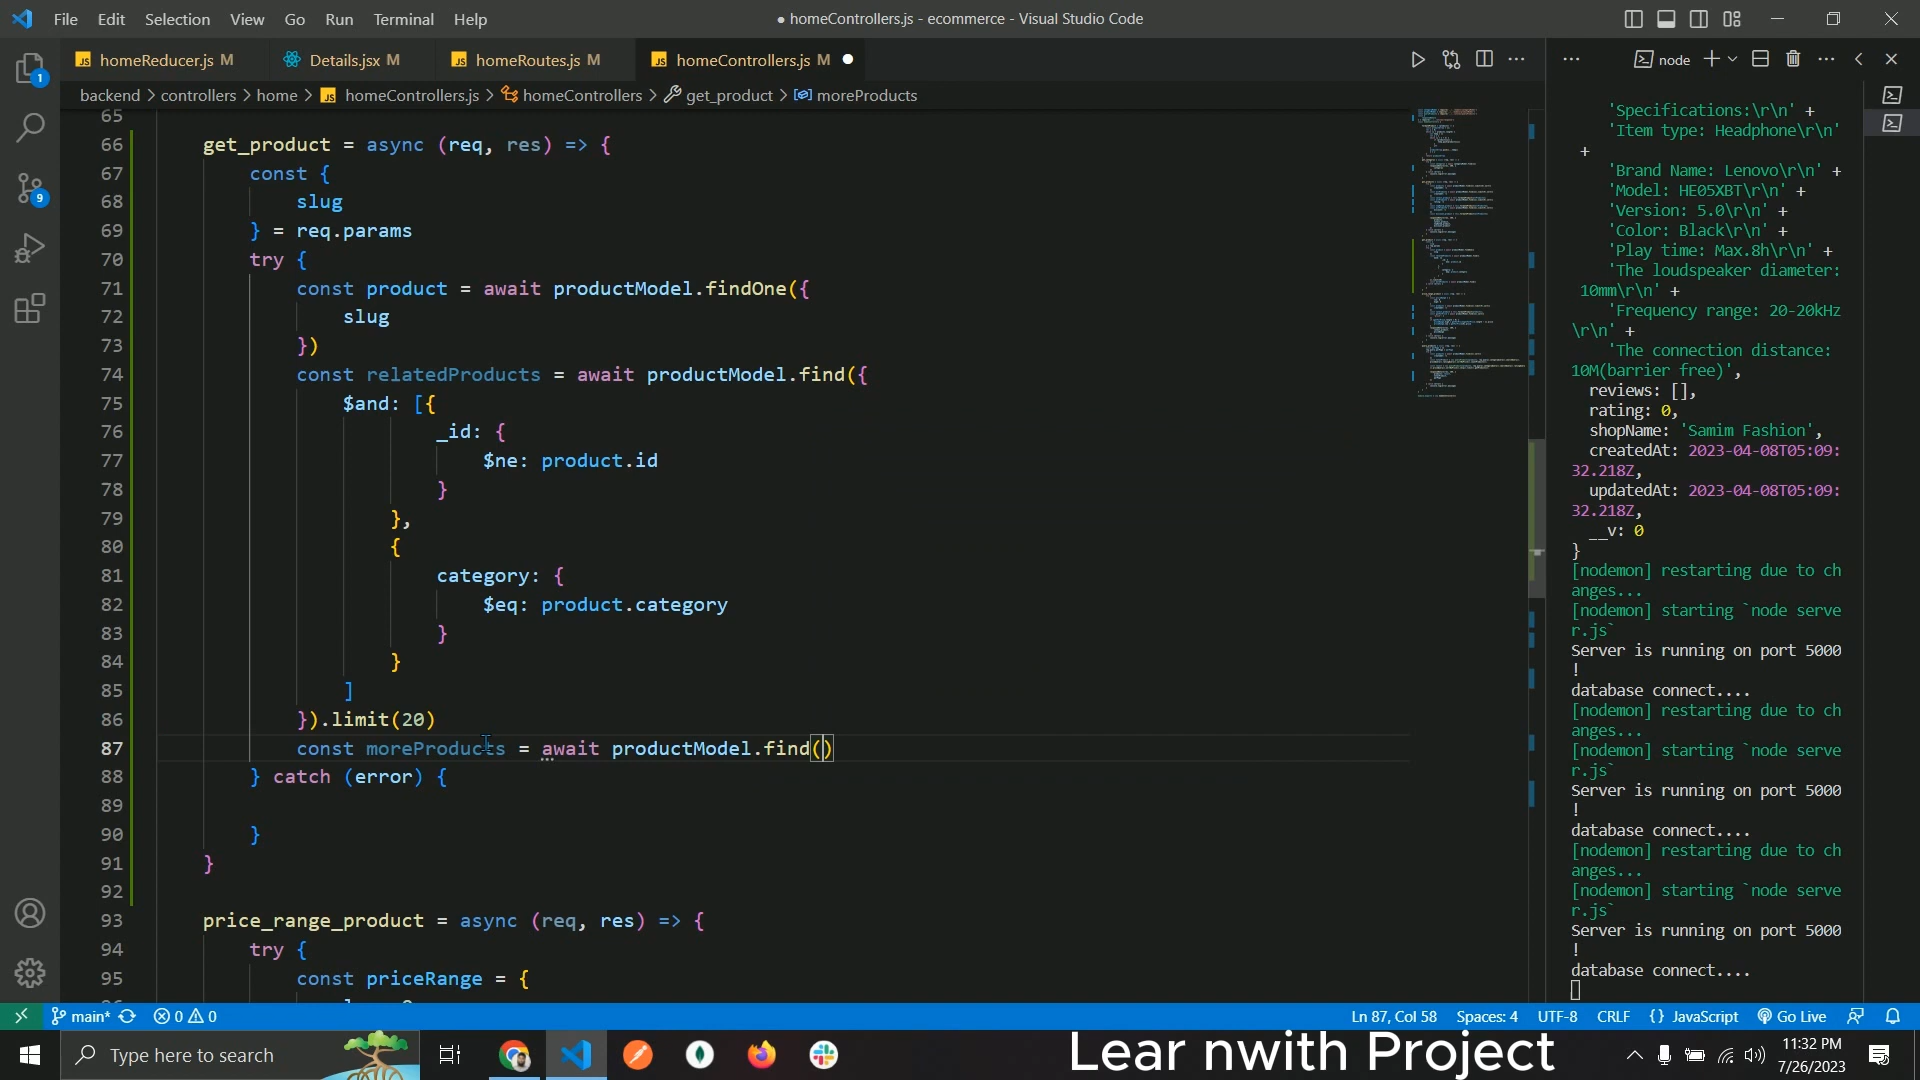 File Edit Selection View Go Run Terminal Help
● homeControllers.js - ecommerce - Visual Studio Code
JS homeReducer.js M
Details.jsx M
JS homeRoutes.js M
JS homeControllers.js M ●
node
backend > controllers > home > JS homeControllers.js > homeControllers > get_product > moreProducts
65
66 get_product = async (req, res) => {
67 const {
68 slug
69 } = req.params
70 try {
71 const product = await productModel.findOne({
72 slug
73 })
74 const relatedProducts = await productModel.find({
75 $and: [{
76 _id: {
77 $ne: product.id
78 }
79 },
80 {
81 category: {
82 $eq: product.category
83 }
84 }
85 ]
86 }).limit(20)
87 const moreProducts = await productModel.find()
88 } catch (error) {
89
90 }
91 }
92
93 price_range_product = async (req, res) => {
94 try {
95 const priceRange = {
'Specifications:\r\n' +
'Item type: Headphone\r\n'
+
'Brand Name: Lenovo\r\n' +
'Model: HE05XBT\r\n' +
'Version: 5.0\r\n' +
'Color: Black\r\n' +
'Play time: Max.8h\r\n' +
'The loudspeaker diameter:
10mm\r\n' +
'Frequency range: 20-20kHz
\r\n' +
'The connection distance:
10M(barrier free)',
reviews: [],
rating: 0,
shopName: 'Samim Fashion',
createdAt: 2023-04-08T05:09:
32.218Z,
updatedAt: 2023-04-08T05:09:
32.218Z,
__v: 0
}
[nodemon] restarting due to ch
anges...
[nodemon] starting `node serve
r.js`
Server is running on port 5000
!
database connect....
[nodemon] restarting due to ch
anges...
[nodemon] starting `node serve
r.js`
Server is running on port 5000
!
database connect....
[nodemon] restarting due to ch
anges...
[nodemon] starting `node serve
r.js`
Server is running on port 5000
!
database connect....
1
9
main* 0 0
Ln 87, Col 58 Spaces: 4 UTF-8 CRLF {} JavaScript Go Live
Type here to search
Lear nwith Project
11:32 PM
7/26/2023